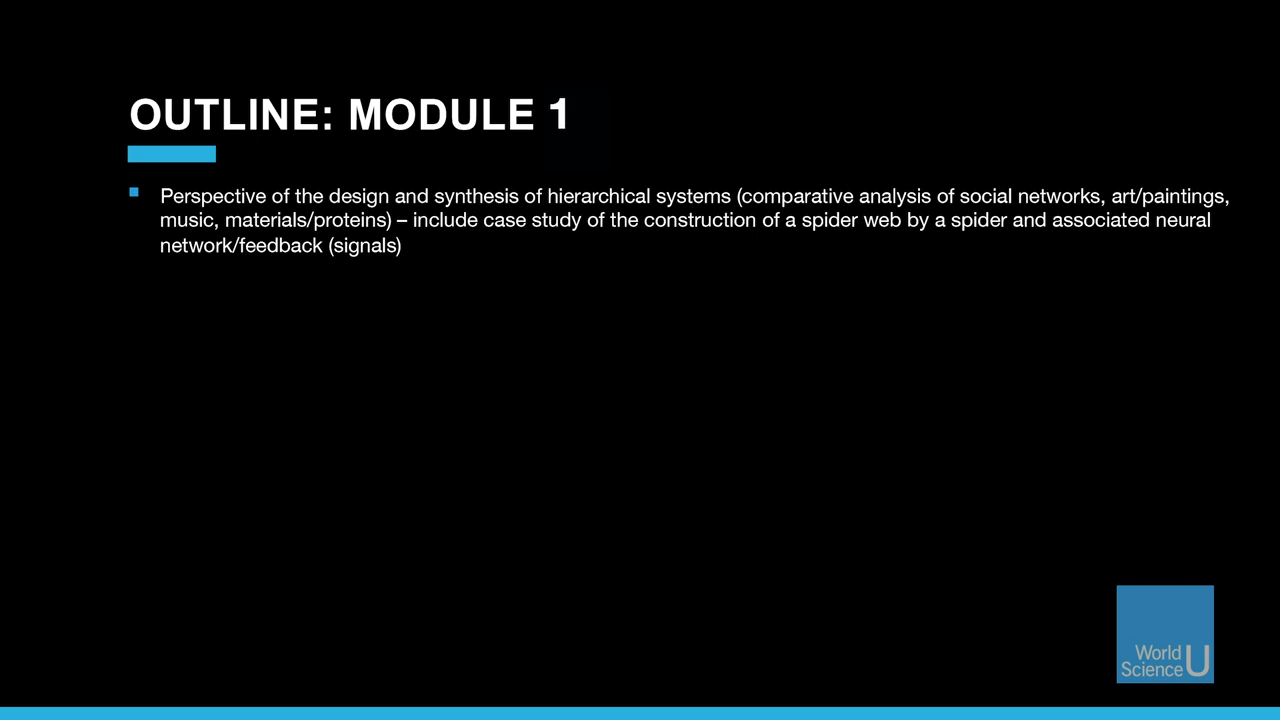 OUTLINE: MODULE 1
Perspective of the design and synthesis of hierarchical systems (comparative analysis of social networks, art/paintings,
music, materials/proteins) – include case study of the construction of a spider web by a spider and associated neural
network/feedback (signals)
World
Science U